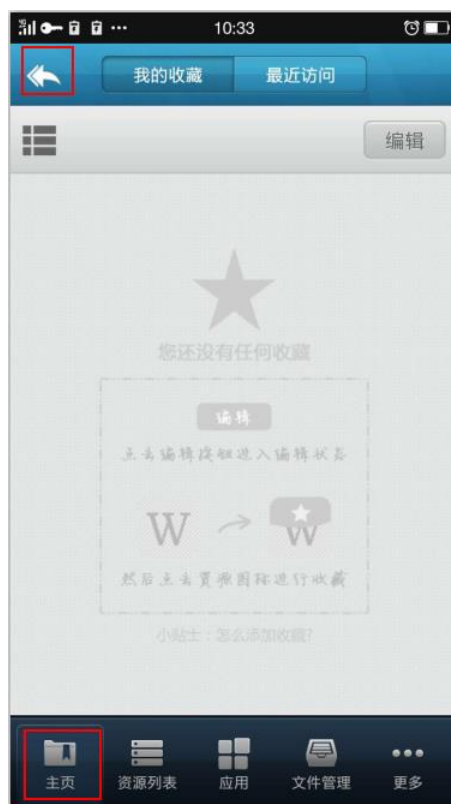 10:33
我的收藏 最近访问
编辑
您还没有任何收藏
编辑
点击编辑按钮进入编辑状态
W W
然后点击资源图标进行收藏
小贴士：怎么添加收藏?
主页 资源列表 应用 文件管理 更多